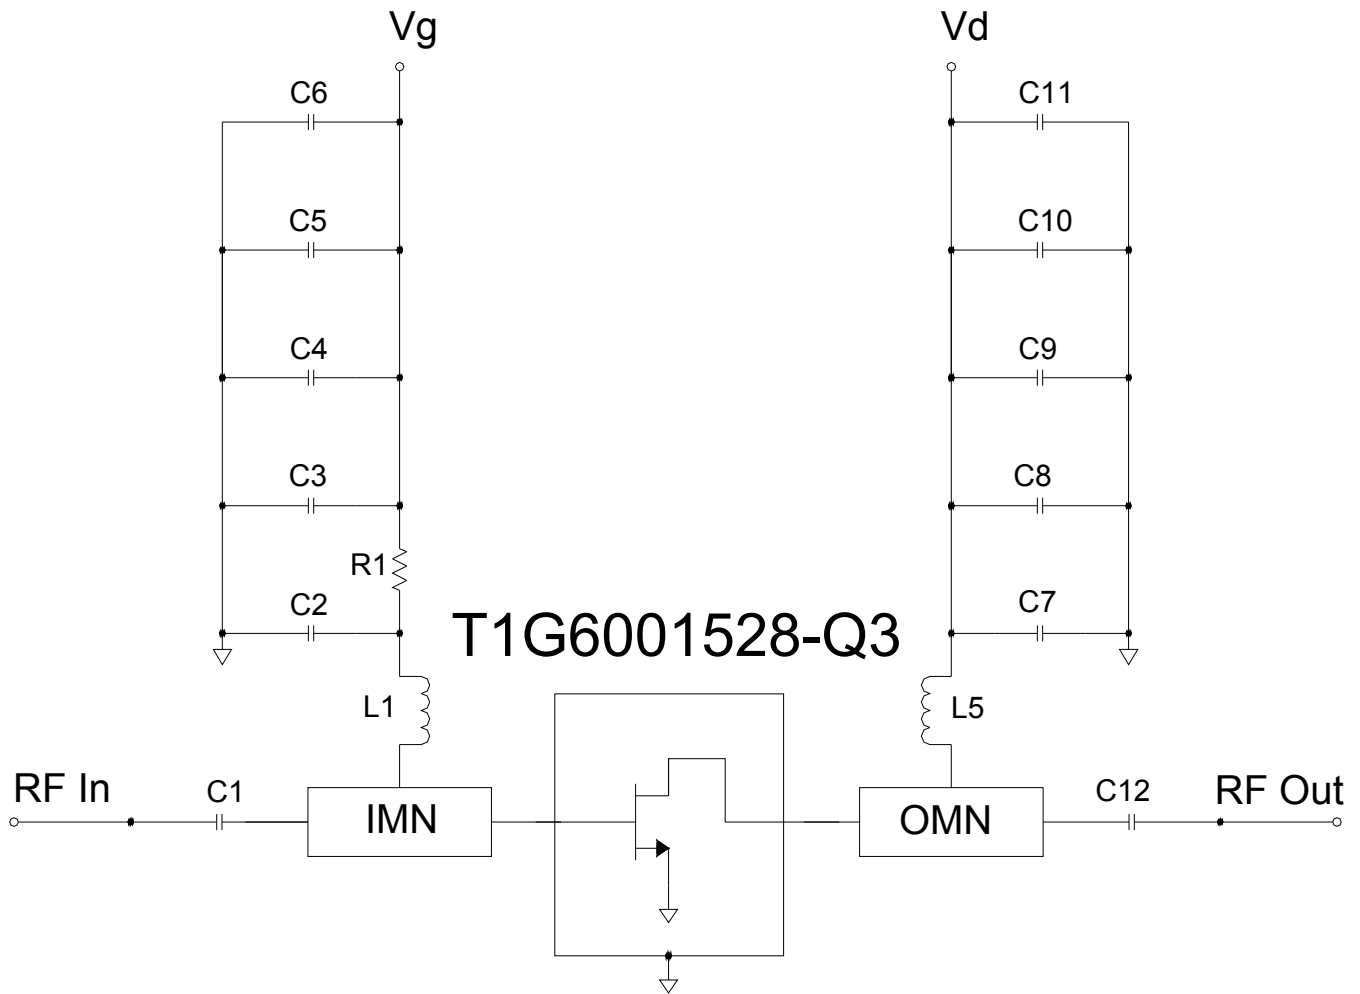 Vg Vd
C6 C11
C5 C10
C4 C9
C3 C8
R1
C2 C7
T1G6001528-Q3
L1 L5
RF In C1 IMN OMN C12 RF Out